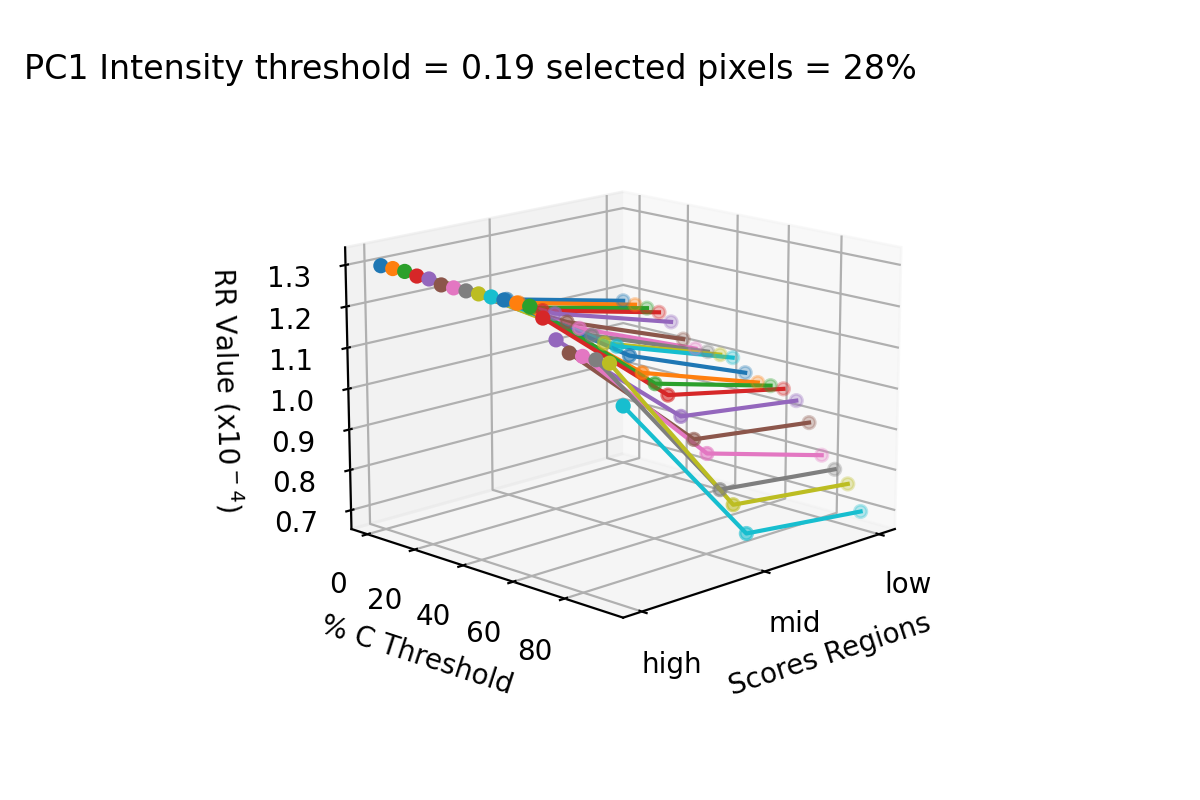 PC1 Intensity threshold = 0.19 selected pixels = 28%
RR Value (x10⁻⁴)
1.3
1.2
1.1
1.0
0.9
0.8
0.7
0
20
40
60
80
% C Threshold
high
mid
low
Scores Regions